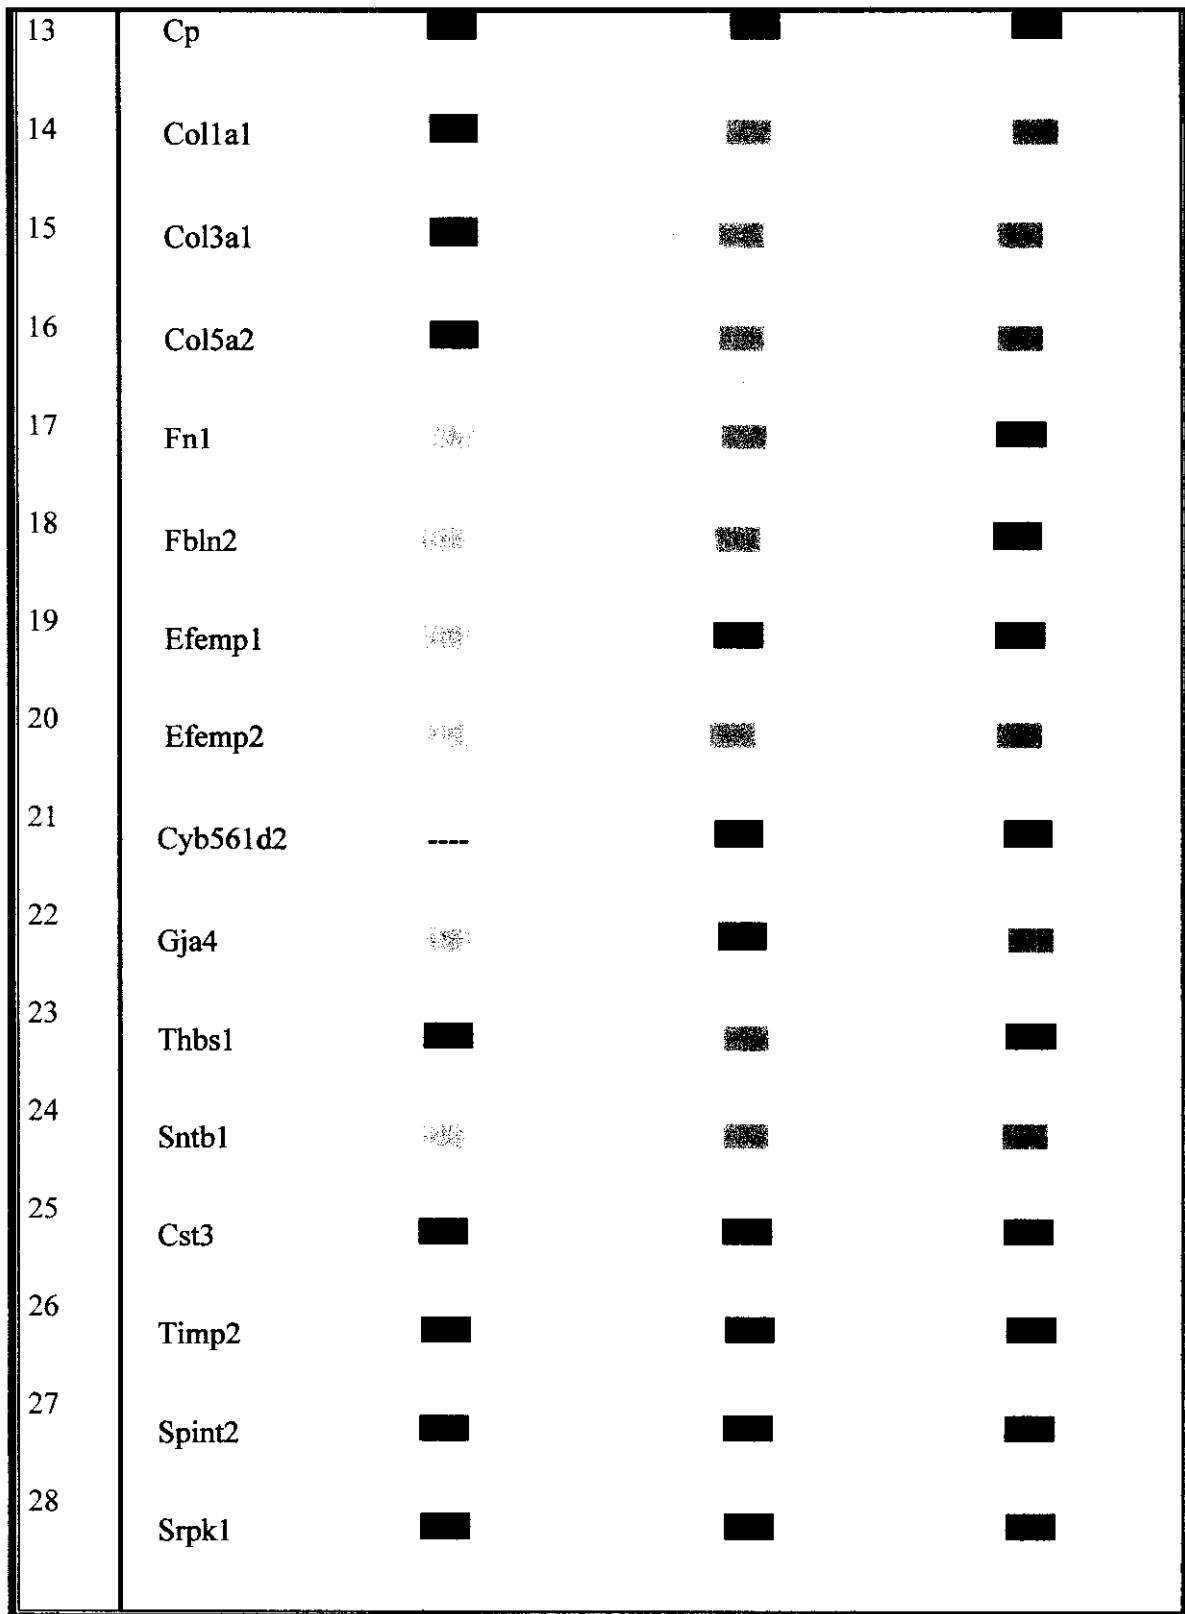 13 Cp
14 Col1a1
15 Col3a1
16 Col5a2
17 Fn1
18 Fbln2
19 Efemp1
20 Efemp2
21 Cyb561d2 ----
22 Gja4
23 Thbs1
24 Sntb1
25 Cst3
26 Timp2
27 Spint2
28 Srpk1